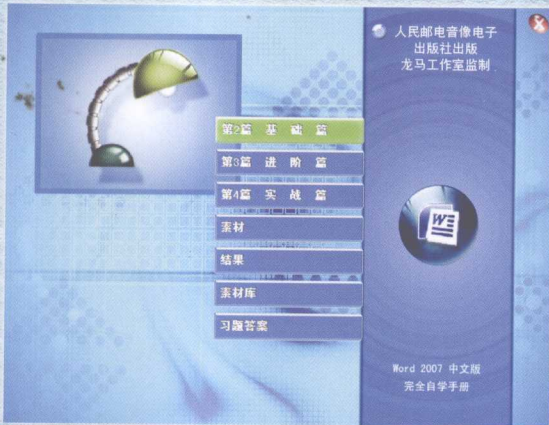 人民邮电音像电子
出版社出版
龙马工作室监制
第2篇 基 础 篇
第3篇 进 阶 篇
第4篇 实 战 篇
素材
结果
素材库
习题答案
W
Word 2007 中文版
完全自学手册